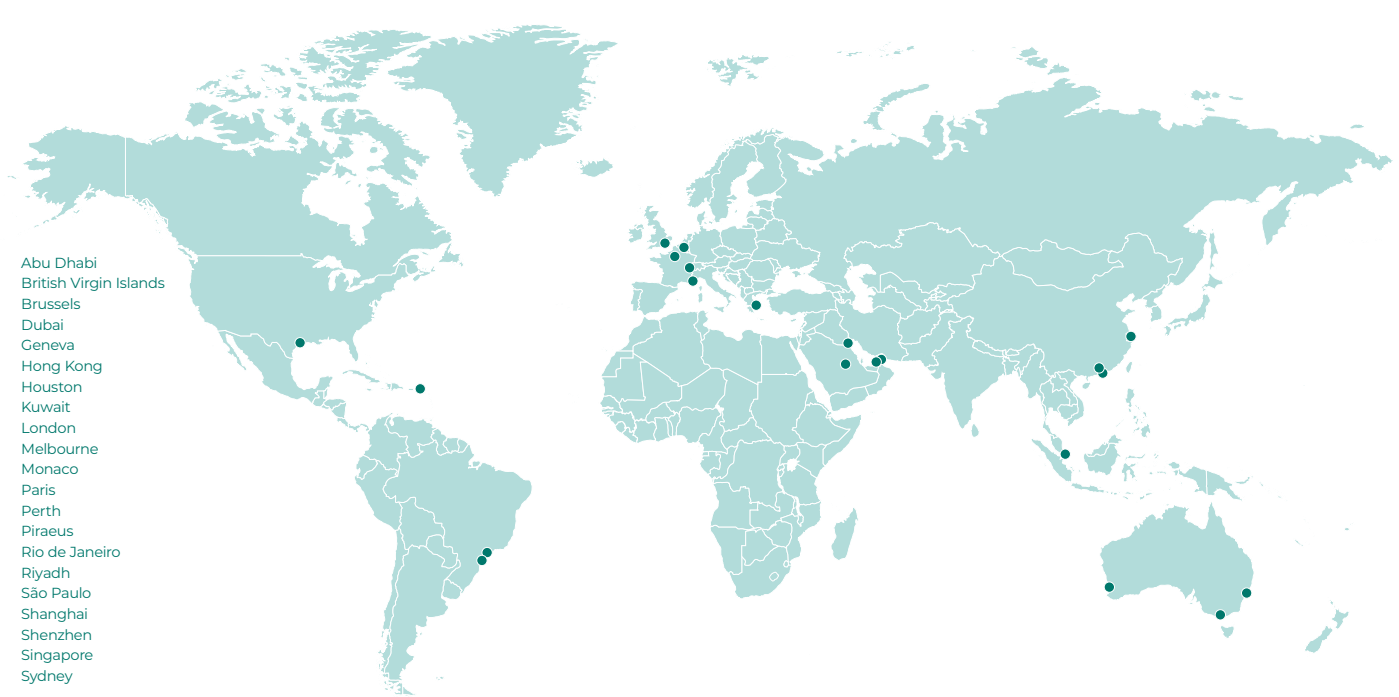 Abu Dhabi
British Virgin Islands
Brussels
Dubai
Geneva
Hong Kong
Houston
Kuwait
London
Melbourne
Monaco
Paris
Perth
Piraeus
Rio de Janeiro
Riyadh
São Paulo
Shanghai
Shenzhen
Singapore
Sydney